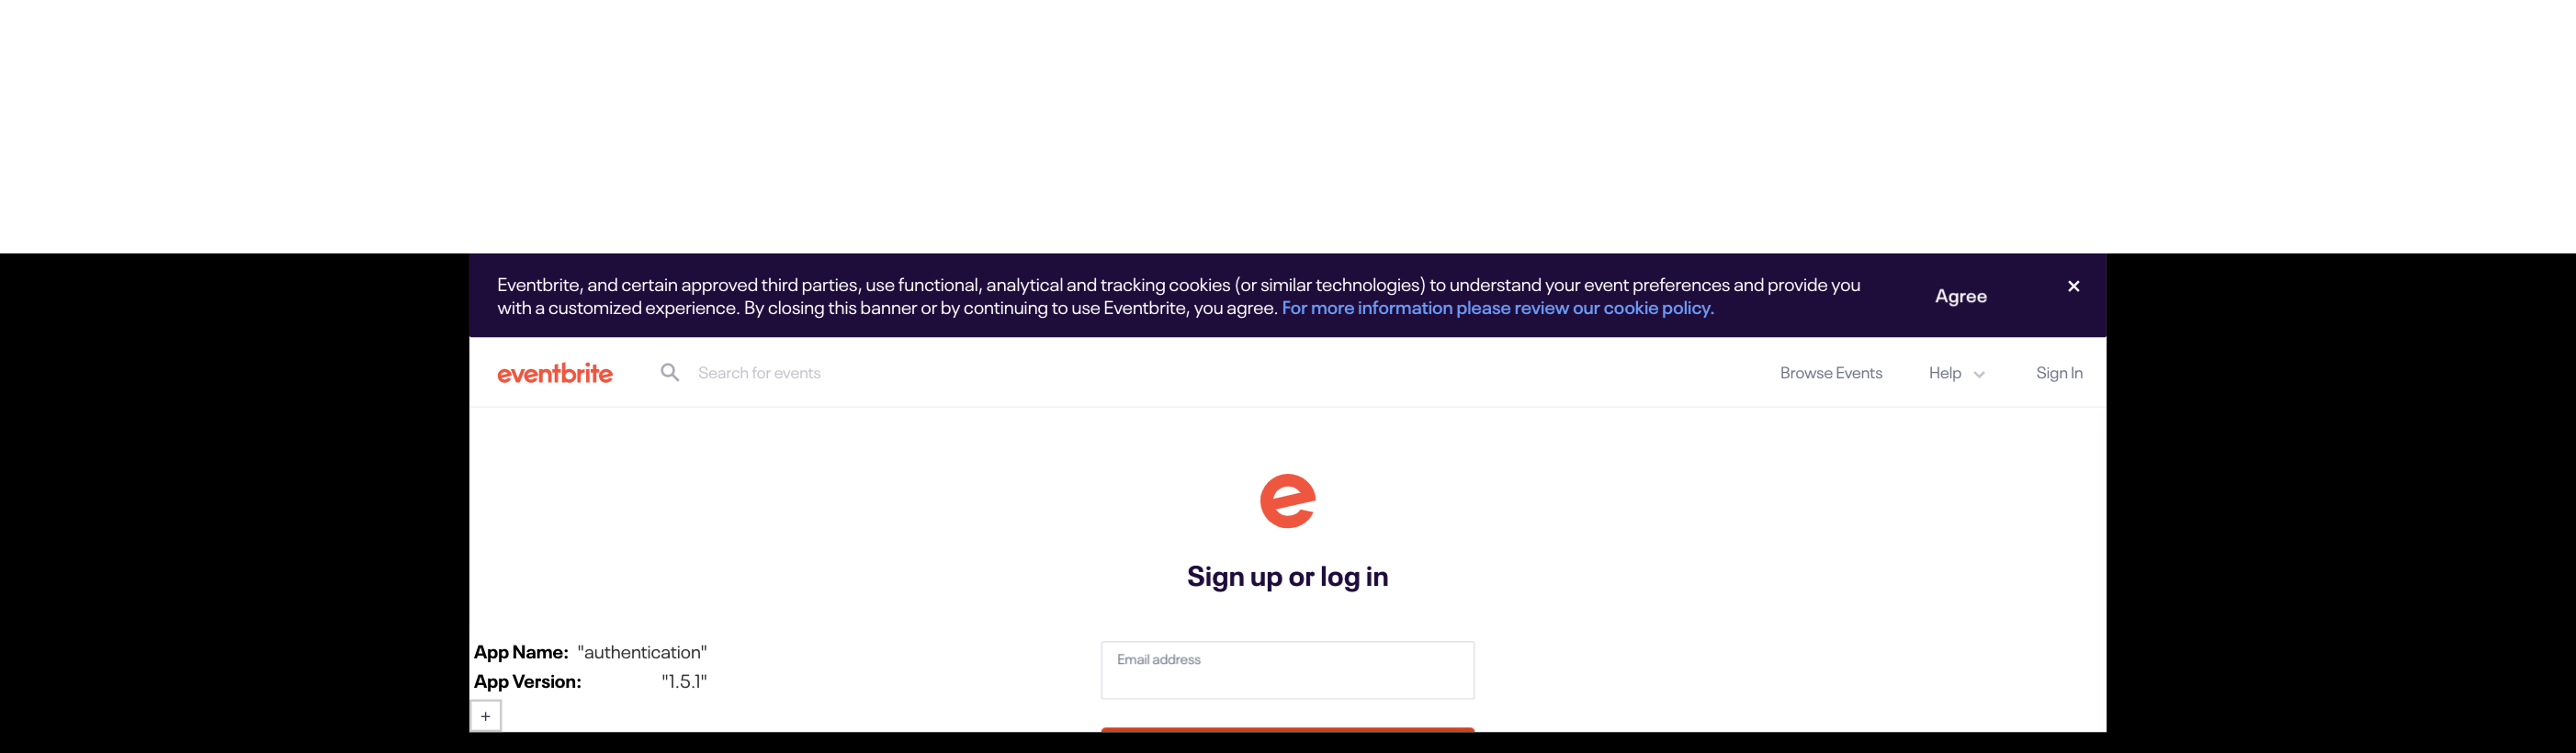 Eventbrite, and certain approved third parties, use functional, analytical and tracking cookies (or similar technologies) to understand your event preferences and provide you
with a customized experience. By closing this banner or by continuing to use Eventbrite, you agree. For more information please review our cookie policy.
Agree
×
eventbrite
Search for events
Browse Events
Help
Sign In
e
Sign up or log in
App Name: "authentication"
App Version: "1.5.1"
+
Email address